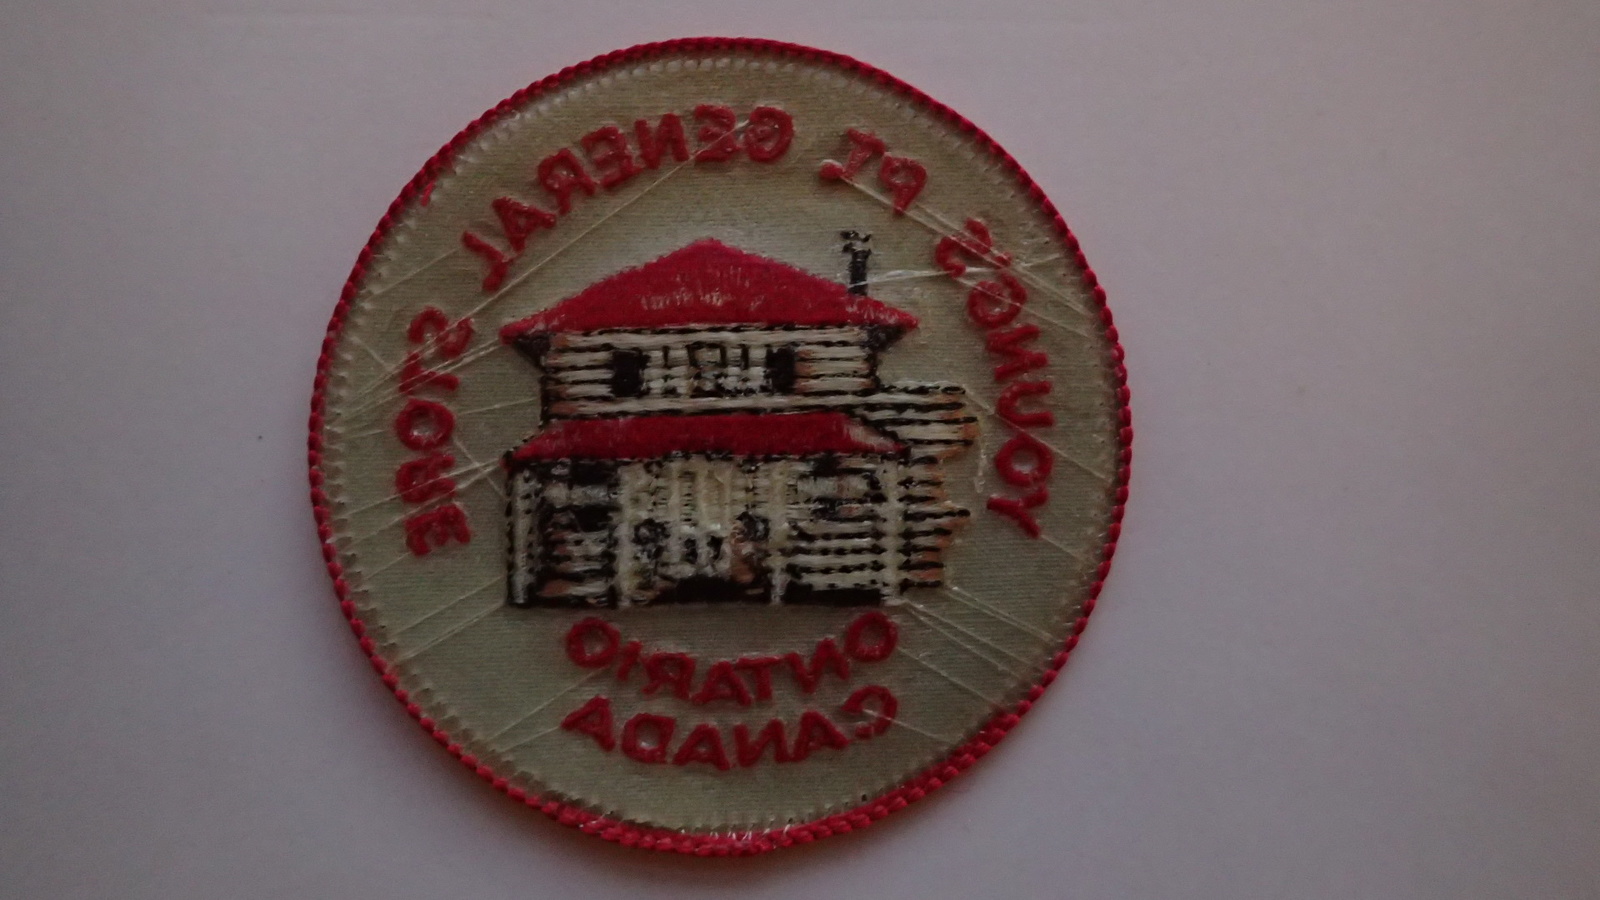 YOUNG'S PT. GENERAL STORE
ONTARIO
CANADA